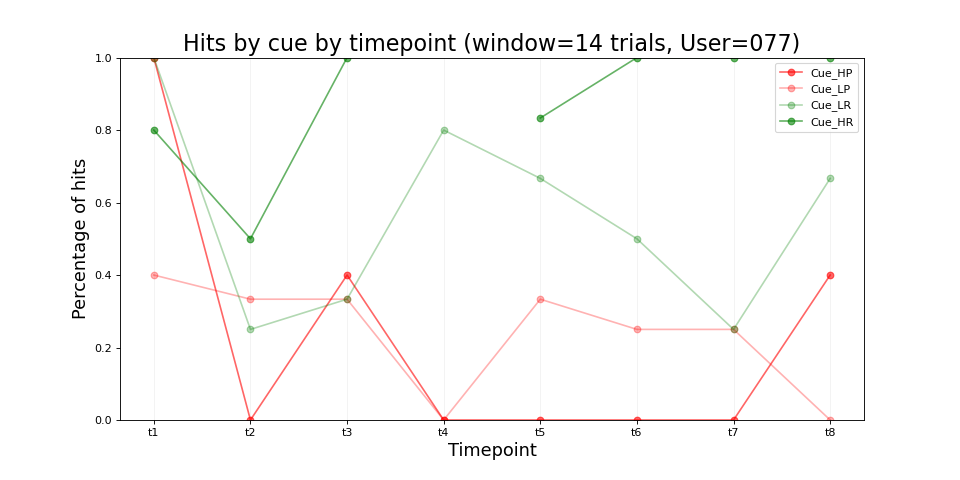 Hits by cue by timepoint (window=14 trials, User=077)
Percentage of hits
1.0
0.8
0.6
0.4
0.2
0.0
Cue_HP
Cue_LP
Cue_LR
Cue_HR
t1 t2 t3 t4 t5 t6 t7 t8
Timepoint